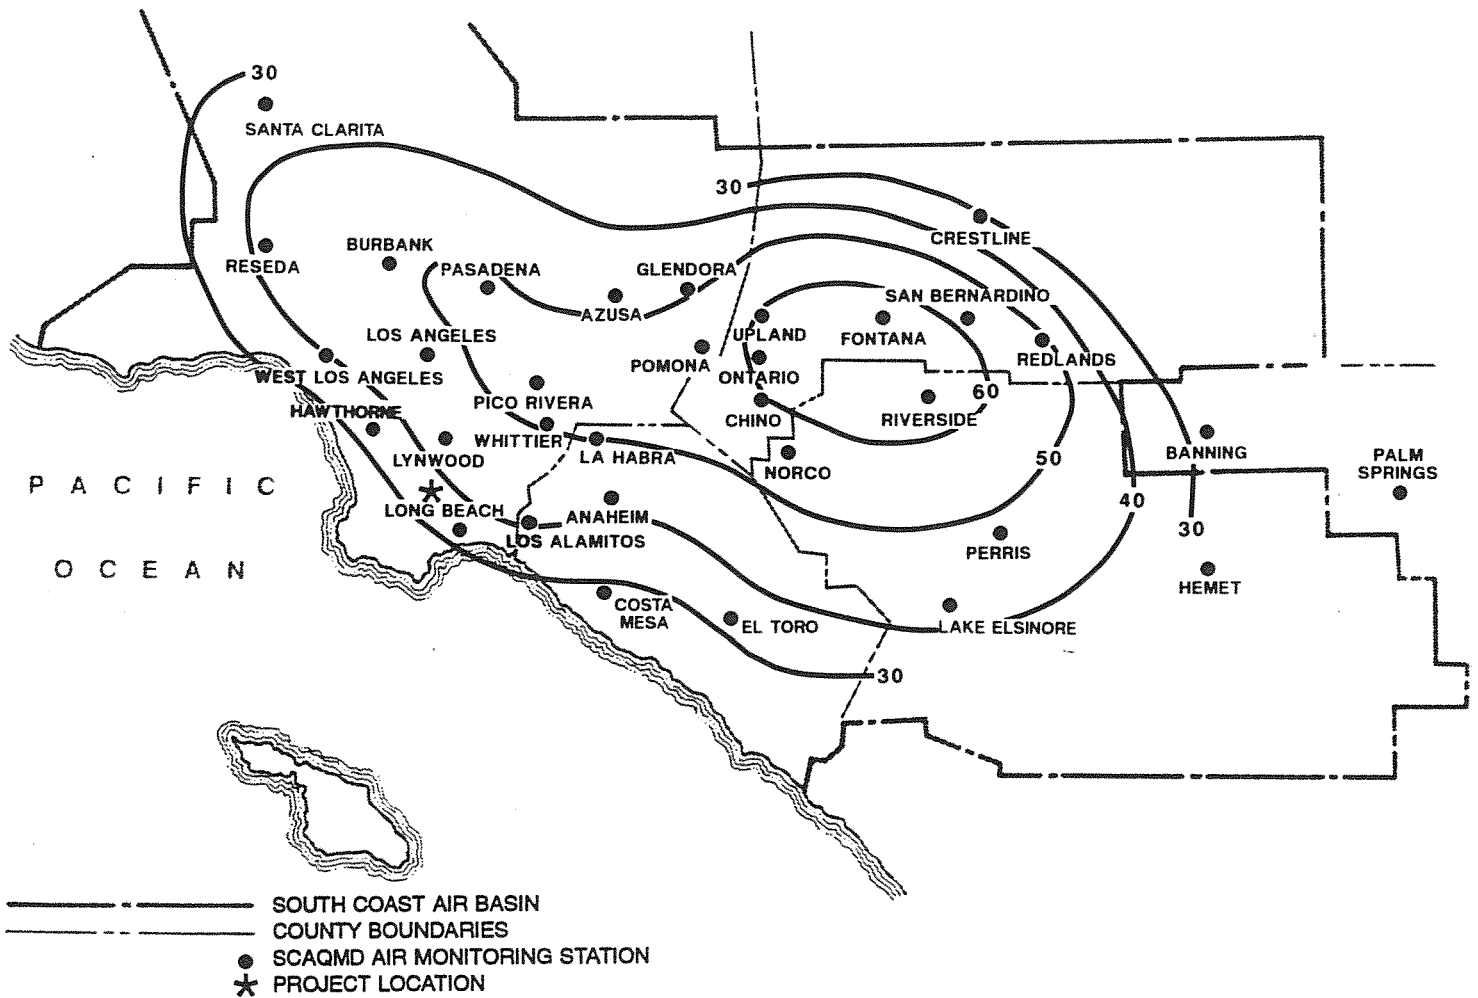 30
SANTA CLARITA
30
CRESTLINE
BURBANK
RESEDA
PASADENA
GLENDORA
AZUSA
SAN BERNARDINO
UPLAND
FONTANA
LOS ANGELES
POMONA
REDLANDS
WEST LOS ANGELES
ONTARIO
60
PICO RIVERA
HAWTHORNE
CHINO
RIVERSIDE
WHITTIER
LA HABRA
LYNWOOD
NORCO
50
BANNING
PALM
SPRINGS
PACIFIC
OCEAN
LONG BEACH
ANAHEIM
LOS ALAMITOS
40
30
PERRIS
HEMET
COSTA
MESA
EL TORO
LAKE ELSINORE
30
SOUTH COAST AIR BASIN
COUNTY BOUNDARIES
SCAQMD AIR MONITORING STATION
PROJECT LOCATION